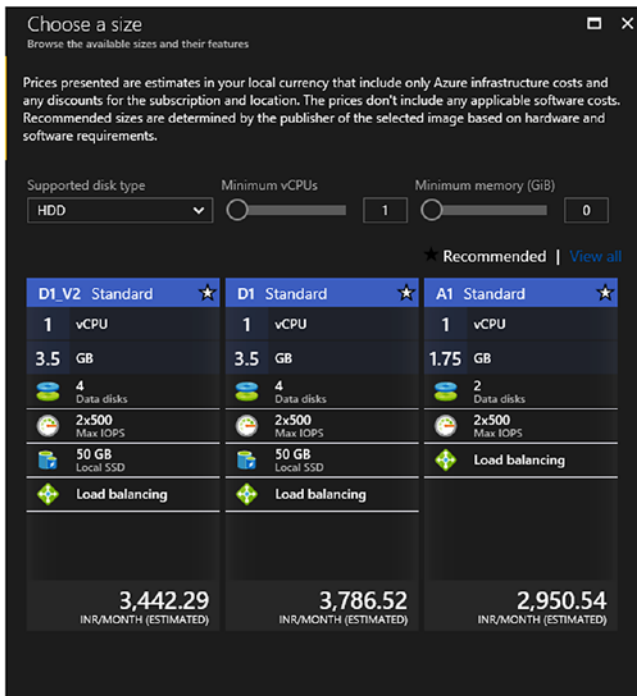 Choose a size
Browse the available sizes and their features
Prices presented are estimates in your local currency that include only Azure infrastructure costs and
any discounts for the subscription and location. The prices don't include any applicable software costs.
Recommended sizes are determined by the publisher of the selected image based on hardware and
software requirements.
Supported disk type
HDD
Minimum vCPUs
1
Minimum memory (GiB)
0
Recommended | View all
D1_V2 Standard
1 vCPU
3.5 GB
4
Data disks
2x500
Max IOPS
50 GB
Local SSD
Load balancing
3,442.29
INR/MONTH (ESTIMATED)
D1 Standard
1 vCPU
3.5 GB
4
Data disks
2x500
Max IOPS
50 GB
Local SSD
Load balancing
3,786.52
INR/MONTH (ESTIMATED)
A1 Standard
1 vCPU
1.75 GB
2
Data disks
2x500
Max IOPS
Load balancing
2,950.54
INR/MONTH (ESTIMATED)